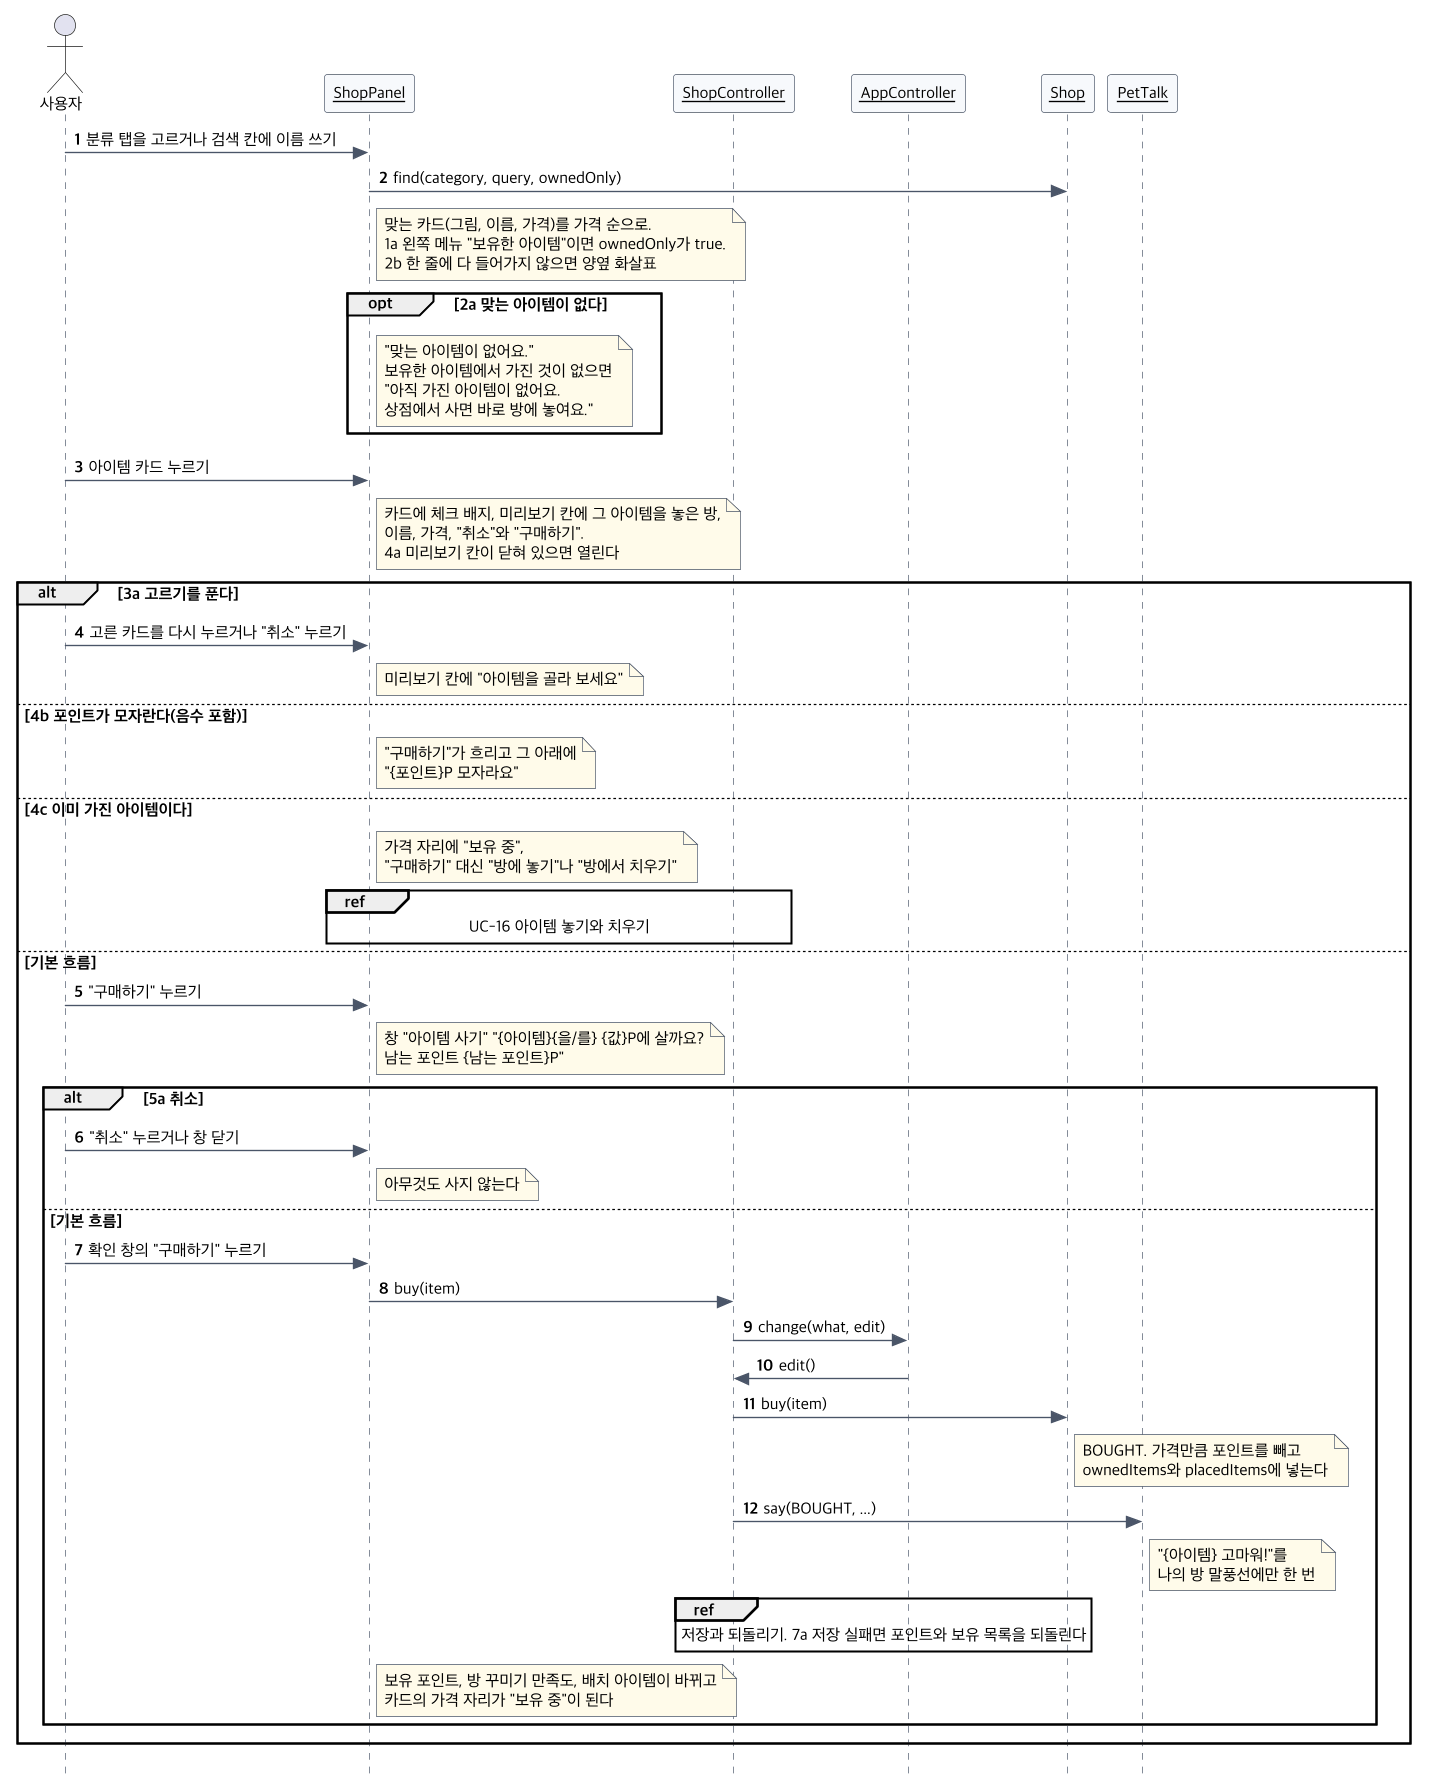 사용자
ShopPanel
ShopController
AppController
Shop
PetTalk
1 분류 탭을 고르거나 검색 칸에 이름 쓰기
2 find(category, query, ownedOnly)
맞는 카드(그림, 이름, 가격)를 가격 순으로.
1a 왼쪽 메뉴 "보유한 아이템"이면 ownedOnly가 true.
2b 한 줄에 다 들어가지 않으면 양옆 화살표
opt [2a 맞는 아이템이 없다]
"맞는 아이템이 없어요."
보유한 아이템에서 가진 것이 없으면
"아직 가진 아이템이 없어요.
상점에서 사면 바로 방에 놓여요."
3 아이템 카드 누르기
카드에 체크 배지, 미리보기 칸에 그 아이템을 놓은 방,
이름, 가격, "취소"와 "구매하기".
4a 미리보기 칸이 닫혀 있으면 열린다
alt [3a 고르기를 푼다]
4 고른 카드를 다시 누르거나 "취소" 누르기
미리보기 칸에 "아이템을 골라 보세요"
[4b 포인트가 모자란다(음수 포함)]
"구매하기"가 흐리고 그 아래에
"{포인트}P 모자라요"
[4c 이미 가진 아이템이다]
가격 자리에 "보유 중",
"구매하기" 대신 "방에 놓기"나 "방에서 치우기"
ref
UC-16 아이템 놓기와 치우기
[기본 흐름]
5 "구매하기" 누르기
창 "아이템 사기" "{아이템}{을/를} {값}P에 살까요?
남는 포인트 {남는 포인트}P"
alt [5a 취소]
6 "취소" 누르거나 창 닫기
아무것도 사지 않는다
[기본 흐름]
7 확인 창의 "구매하기" 누르기
8 buy(item)
9 change(what, edit)
10 edit()
11 buy(item)
BOUGHT. 가격만큼 포인트를 빼고
ownedItems와 placedItems에 넣는다
12 say(BOUGHT, ...)
"{아이템} 고마워!"를
나의 방 말풍선에만 한 번
ref
저장과 되돌리기. 7a 저장 실패면 포인트와 보유 목록을 되돌린다
보유 포인트, 방 꾸미기 만족도, 배치 아이템이 바뀌고
카드의 가격 자리가 "보유 중"이 된다